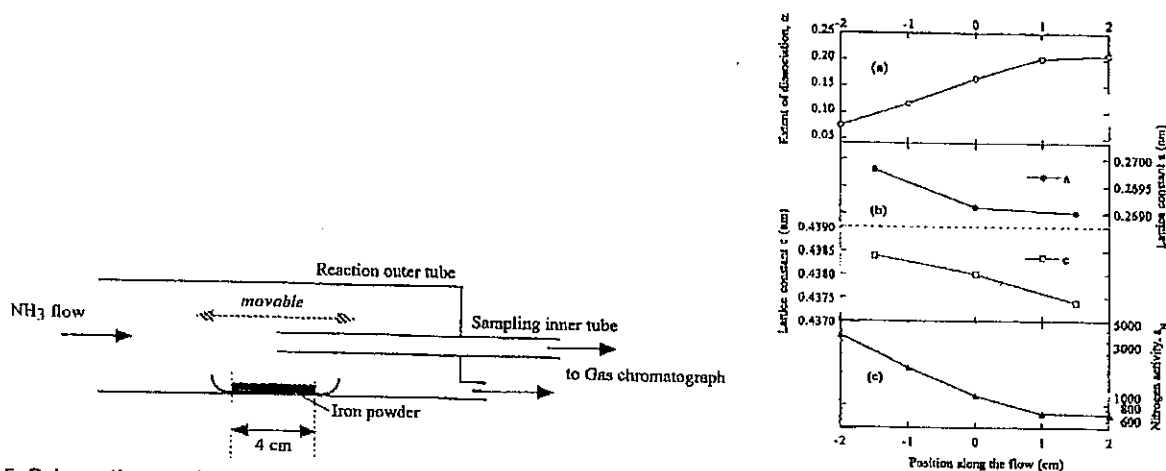 Reaction outer tube
movable
NH3 flow
Sampling inner tube
to Gas chromatograph
Iron powder
4 cm
-2 -1 0 1 2
Extent of dissociation, α
0.25
0.20
0.15
0.10
0.05
(a)
Lattice constant a (nm)
0.2700
0.2695
0.2690
(b)
Lattice constant c (nm)
0.4390
0.4385
0.4380
0.4375
0.4370
c
Nitrogen activity,
5000
3000
1000
800
600
(c)
-2 -1 0 1 2
Position along the flow (cm)